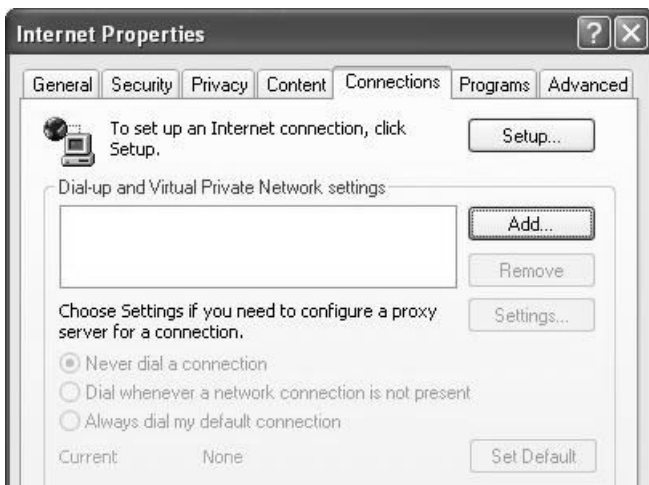 Internet Properties
?
General Security Privacy Content Connections Programs Advanced
To set up an Internet connection, click
Setup.
Setup...
Dial-up and Virtual Private Network settings
Add...
Remove
Choose Settings if you need to configure a proxy
server for a connection.
Settings...
Never dial a connection
Dial whenever a network connection is not present
Always dial my default connection
Current None
Set Default